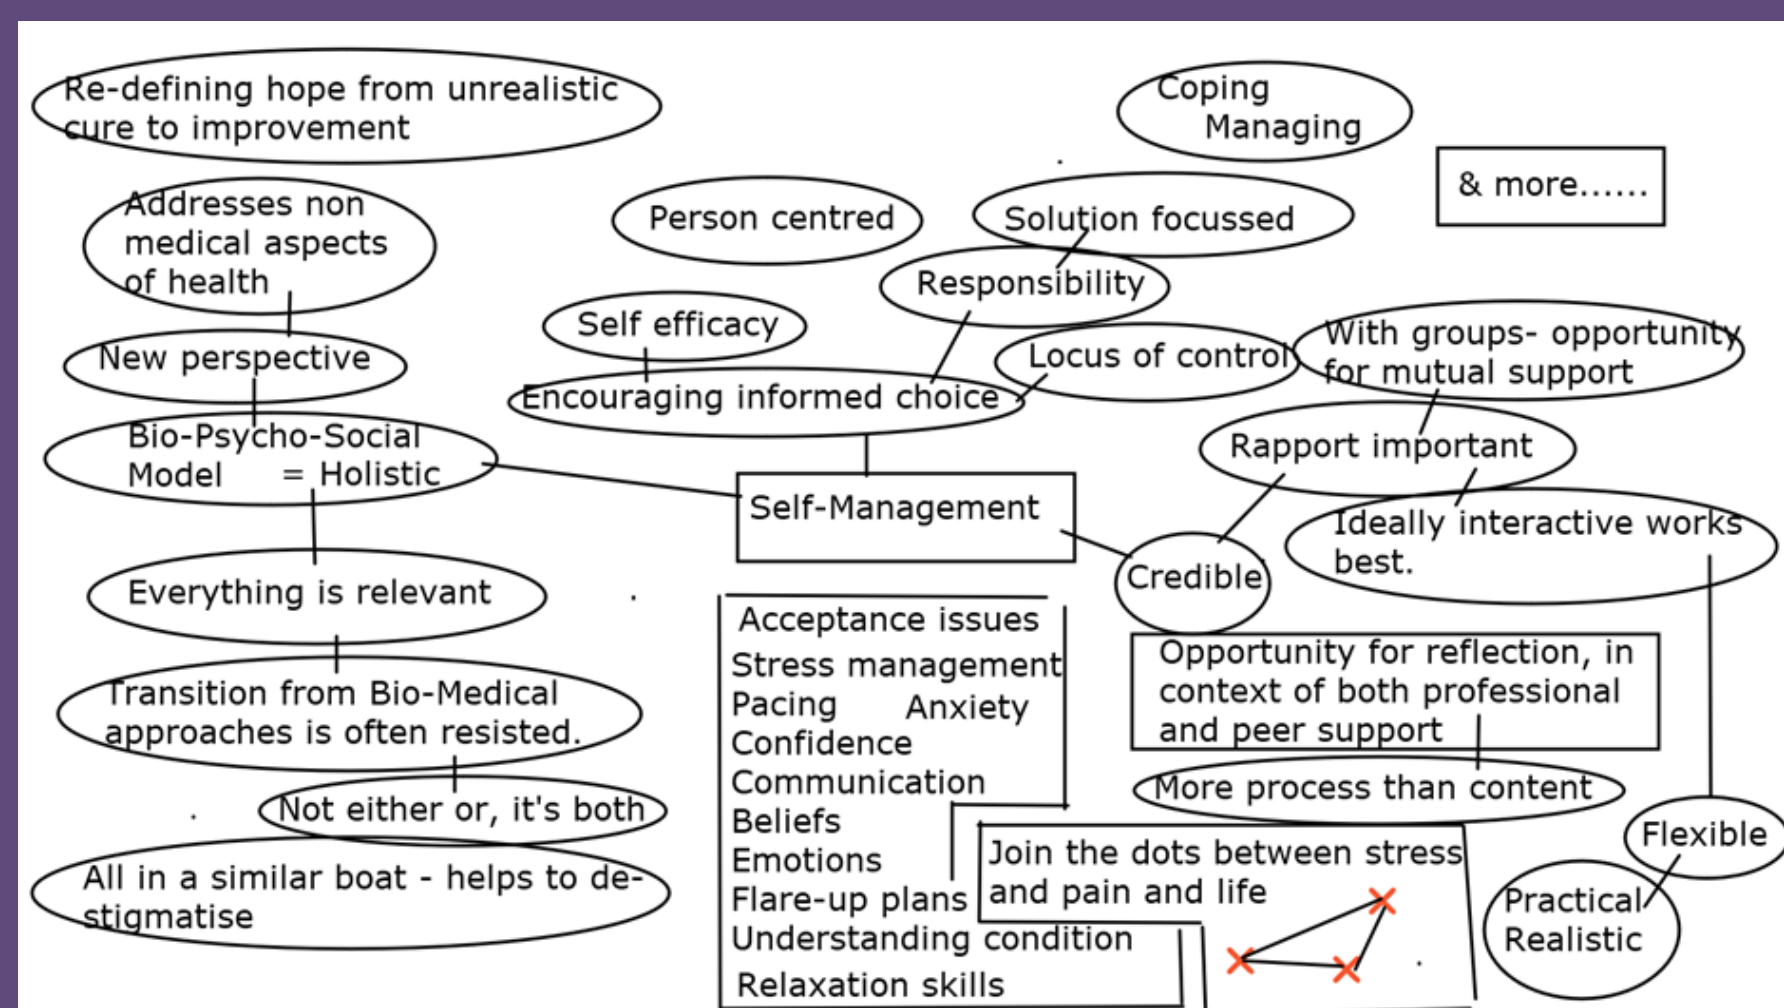 Re-defining hope from unrealistic
cure to improvement
Coping
Managing
& more......
Addresses non
medical aspects
of health
Person centred
Solution focussed
Responsibility
Self efficacy
Locus of control
With groups- opportunity
for mutual support
New perspective
Encouraging informed choice
Bio-Psycho-Social
Model = Holistic
Rapport important
Self-Management
Ideally interactive works
best.
Credible
Everything is relevant
Transition from Bio-Medical
approaches is often resisted.
Not either or, it's both
All in a similar boat - helps to de-
stigmatise
Acceptance issues
Stress management
Pacing Anxiety
Confidence
Communication
Beliefs
Emotions
Flare-up plans
Understanding condition
Relaxation skills
Opportunity for reflection, in
context of both professional
and peer support
More process than content
Join the dots between stress
and pain and life
Flexible
Practical
Realistic